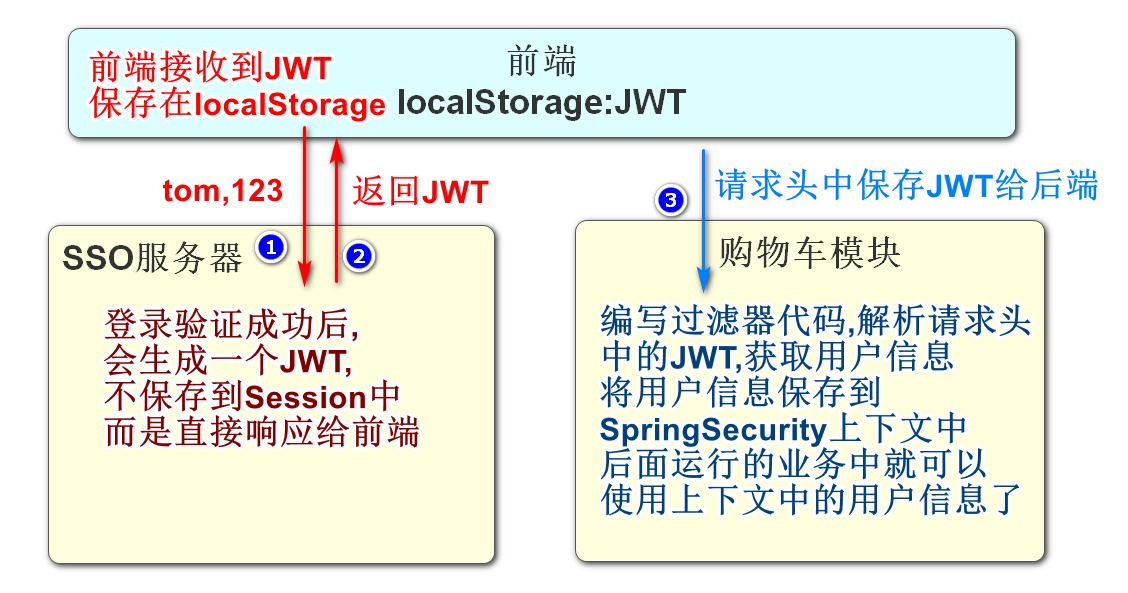 前端
前端接收到JWT
保存在localStorage
localStorage:JWT
tom,123
返回JWT
3
请求头中保存JWT给后端
SSO服务器
1
2
登录验证成功后,
会生成一个JWT,
不保存到Session中
而是直接响应给前端
购物车模块
编写过滤器代码,解析请求头
中的JWT,获取用户信息
将用户信息保存到
SpringSecurity上下文中
后面运行的业务中就可以
使用上下文中的用户信息了